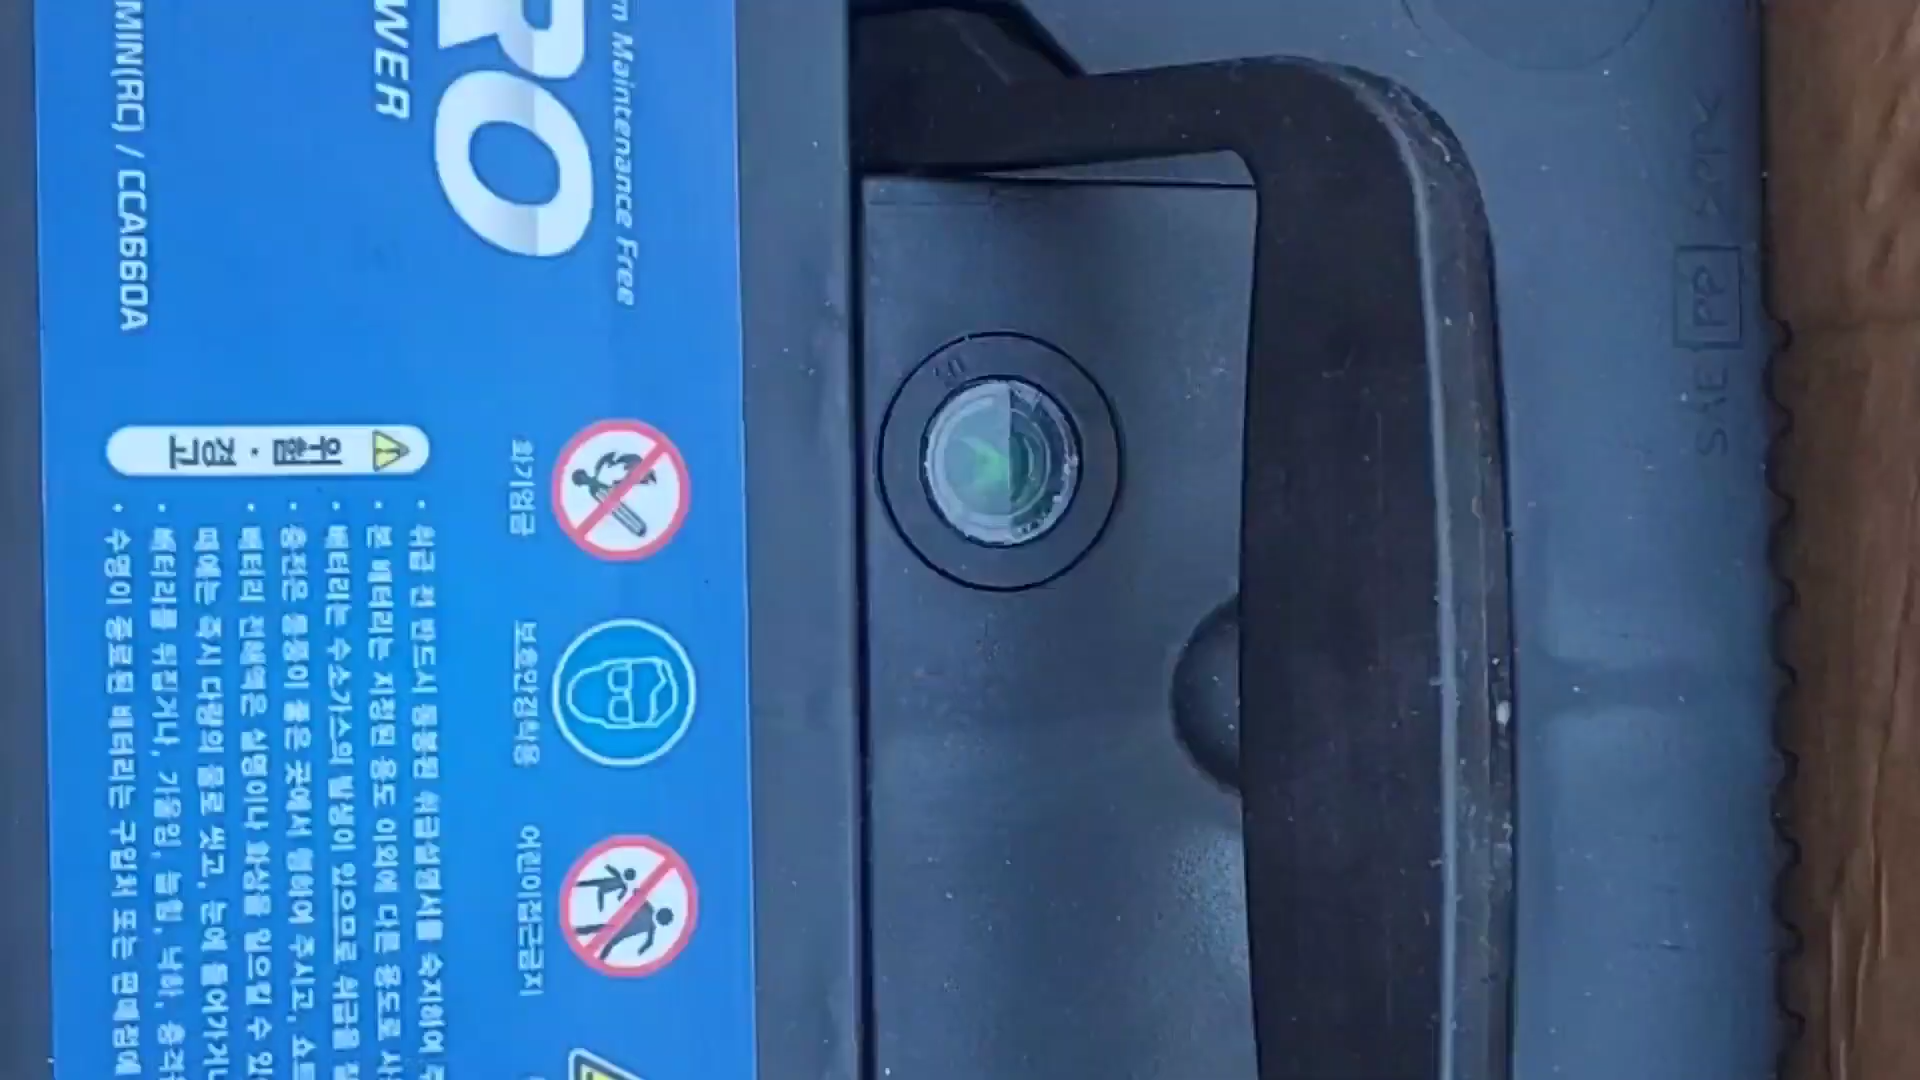 m Maintenance Free
RO
WER
MIN(RC) / CCA660A
화기엄금
보호안경착용
어린이접근금지
위험 · 경고
· 취급 전 반드시 동봉된 취급설명서를 숙지하여 주
· 본 배터리는 지정된 용도 이외에 다른 용도로 사
· 배터리는 수소가스의 발생이 있으므로 취급을 잘
· 충전은 통풍이 좋은 곳에서 행하여 주시고, 쇼트
· 배터리 전해액은 실명이나 화상을 입으킬 수 있
때에는 즉시 다량의 물로 씻고, 눈에 들어가거나
· 배터리를 뒤집거나, 기울임, 눕힘, 낙하, 충격
· 수명이 종료된 배터리는 구입처 또는 판매점에
PP
SYE